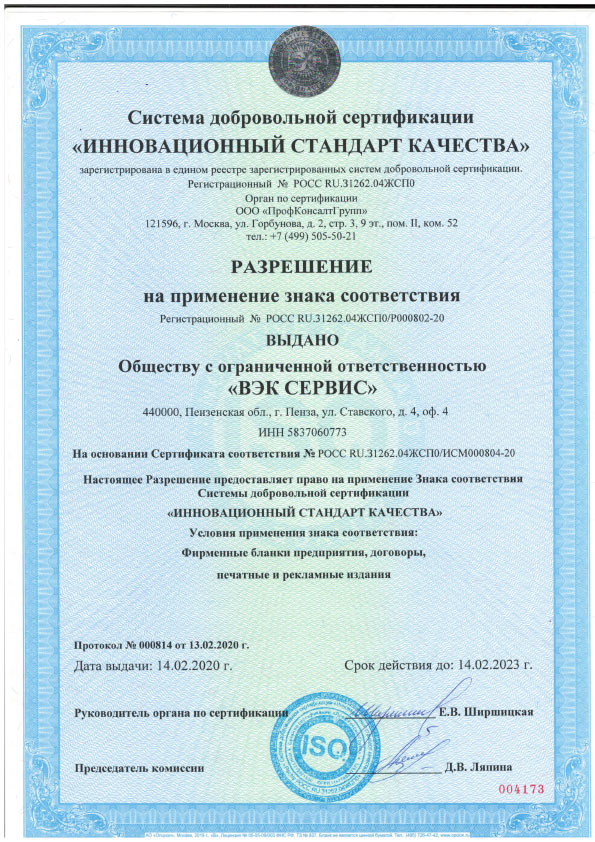 Система добровольной сертификации
«ИННОВАЦИОННЫЙ СТАНДАРТ КАЧЕСТВА»
зарегистрирована в едином реестре зарегистрированных систем добровольной сертификации.
Регистрационный № РОСС RU.31262.04ЖСП0
Орган по сертификации
ООО «ПрофКонсалтГрупп»
121596, г. Москва, ул. Горбунова, д. 2, стр. 3, 9 эт., пом. II, ком. 52
тел.: +7 (499) 505-50-21
РАЗРЕШЕНИЕ
на применение знака соответствия
Регистрационный № РОСС RU.31262.04ЖСП0/Р000802-20
ВЫДАНО
Обществу с ограниченной ответственностью
«ВЭК СЕРВИС»
440000, Пензенская обл., г. Пенза, ул. Ставского, д. 4, оф. 4
ИНН 5837060773
На основании Сертификата соответствия № РОСС RU.31262.04ЖСП0/ИСМ000804-20
Настоящее Разрешение предоставляет право на применение Знака соответствия
Системы добровольной сертификации
«ИННОВАЦИОННЫЙ СТАНДАРТ КАЧЕСТВА»
Условия применения знака соответствия:
Фирменные бланки предприятия, договоры,
печатные и рекламные издания
Протокол № 000814 от 13.02.2020 г.
Дата выдачи: 14.02.2020 г. Срок действия до: 14.02.2023 г.
Руководитель органа по сертификации Е.В. Ширшицкая
ISO
Председатель комиссии Д.В. Ляпина
004173